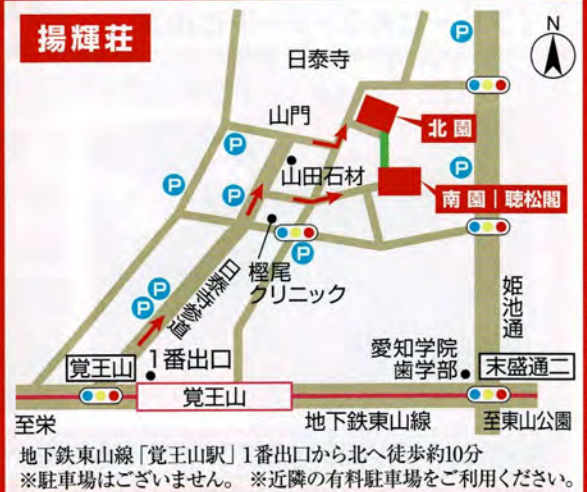 揚輝荘
N
日泰寺
P
山門
P
北園
P
山田石材
P
P
P
南園|聴松閣
樫尾
クリニック
P
日泰寺参道
P
P
姫池通
愛知学院
歯学部
末盛通二
覚王山
1番出口
覚王山
至栄
地下鉄東山線
至東山公園
地下鉄東山線「覚王山駅」1番出口から北へ徒歩約10分
※駐車場はございません。 ※近隣の有料駐車場をご利用ください。